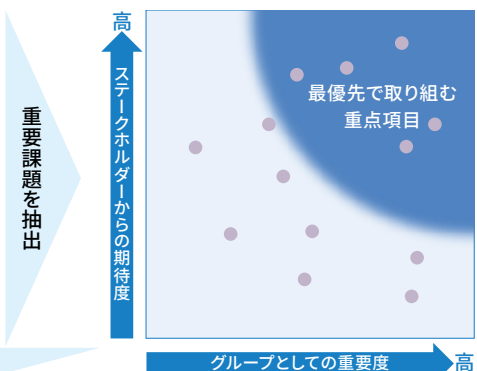 重要課題を抽出
高
ステークホルダーからの期待度
最優先で取り組む
重点項目
グループとしての重要度
高